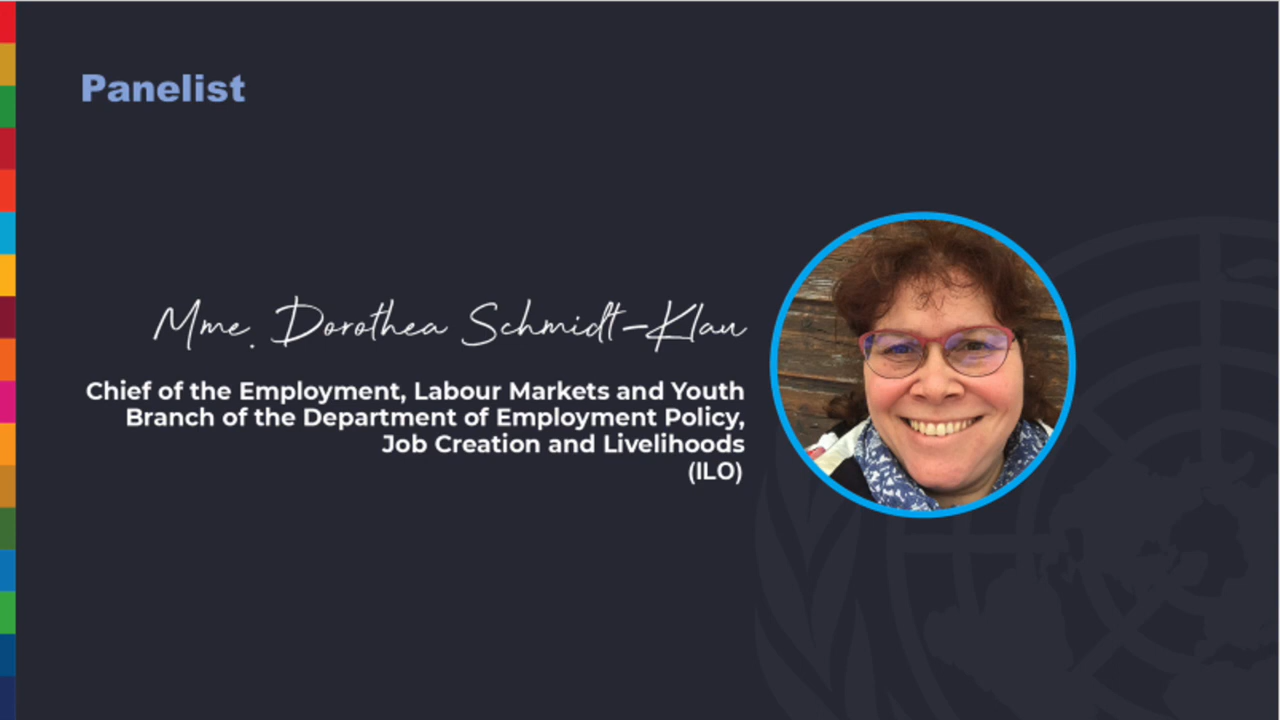 Panelist
Mme. Dorothea Schmidt-Klau
Chief of the Employment, Labour Markets and Youth
Branch of the Department of Employment Policy,
Job Creation and Livelihoods
(ILO)